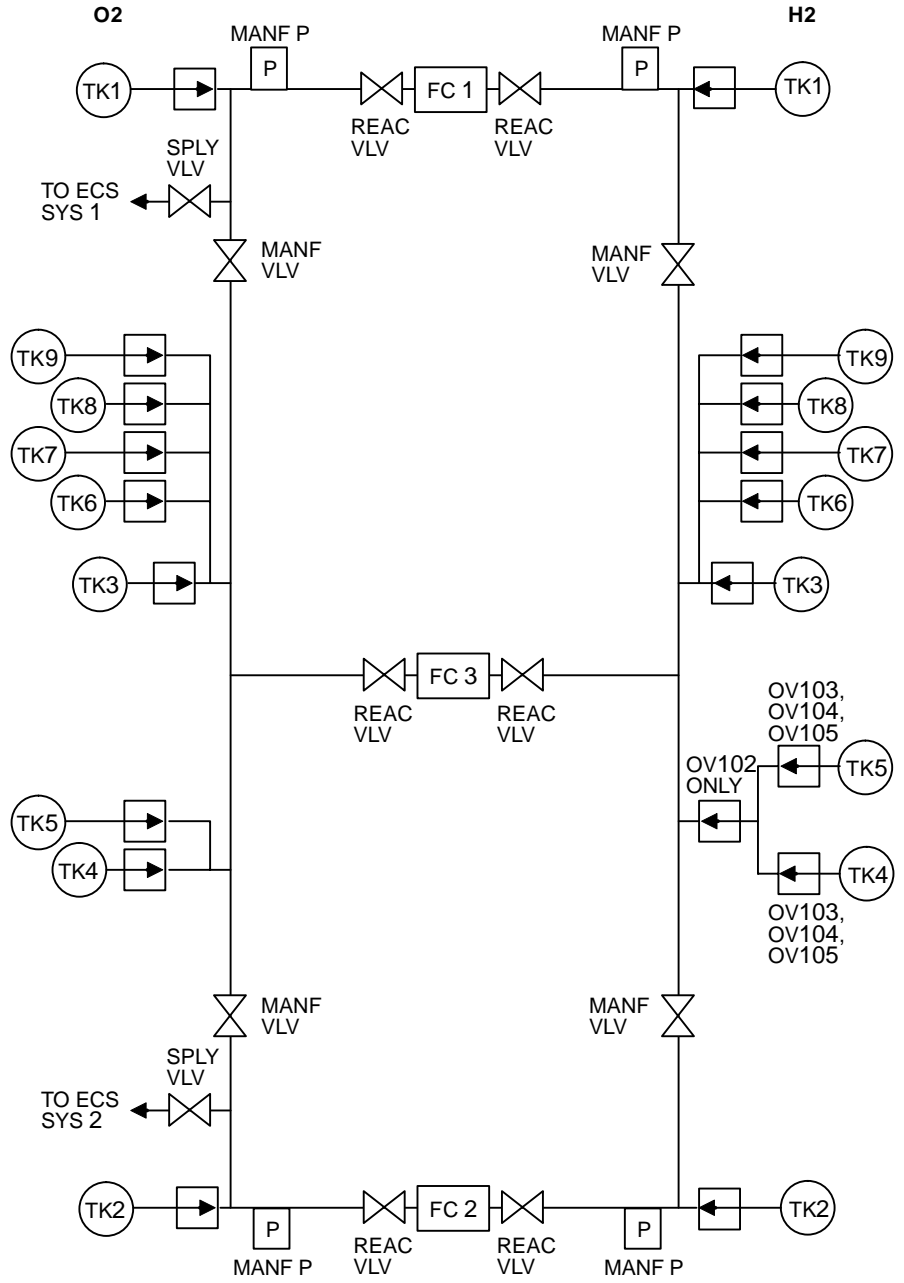 O2
H2
MANF P
MANF P
P
P
TK1
FC 1
TK1
REAC
VLV
REAC
VLV
SPLY
VLV
TO ECS
SYS 1
MANF
VLV
MANF
VLV
TK9
TK9
TK8
TK8
TK7
TK7
TK6
TK6
TK3
TK3
FC 3
REAC
VLV
REAC
VLV
OV103,
OV104,
OV105
OV102
ONLY
TK5
TK5
TK4
TK4
OV103,
OV104,
OV105
MANF
VLV
MANF
VLV
SPLY
VLV
TO ECS
SYS 2
TK2
FC 2
TK2
P
P
REAC
VLV
REAC
VLV
MANF P
MANF P